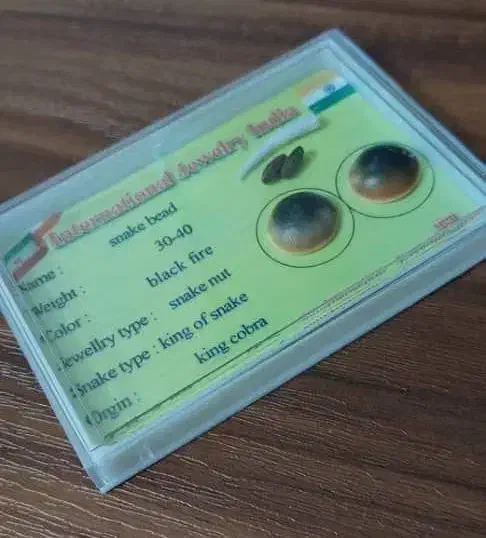 International Jewelry India
Name : snake bead
Weight : 30-40
Color : black fire
Jewellry type : snake nut
Snake type : king of snake
Orgin : king cobra